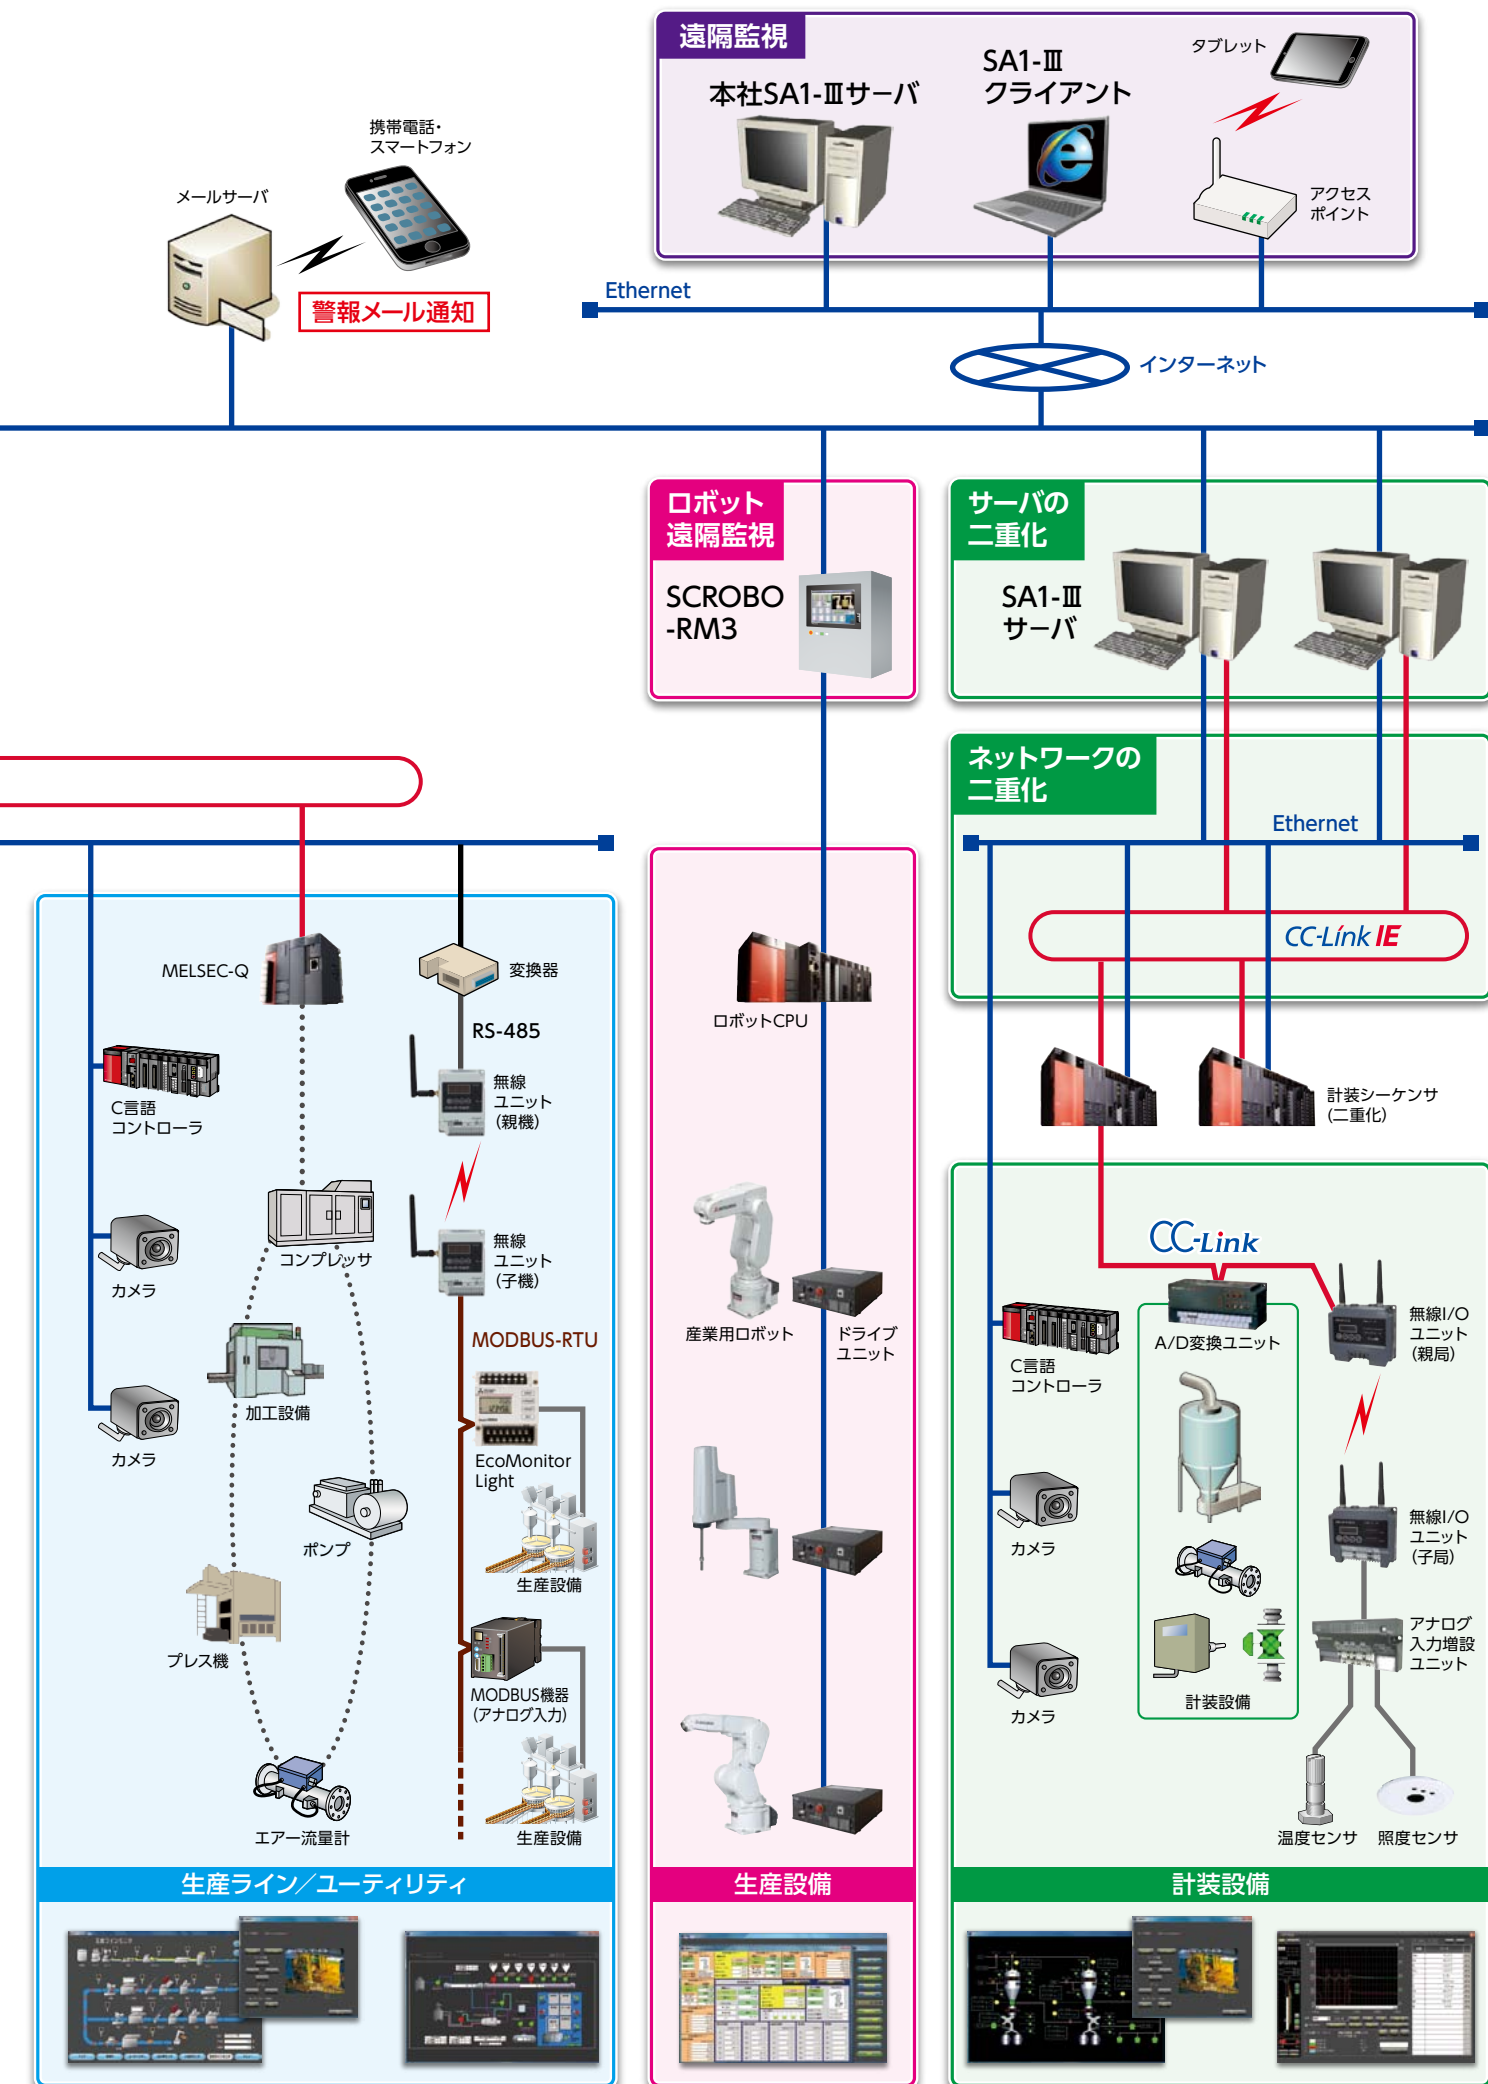 遠隔監視
本社SA1-Ⅲサーバ
SA1-Ⅲ
クライアント
タブレット
アクセス
ポイント
携帯電話・
スマートフォン
メールサーバ
警報メール通知
Ethernet
インターネット
ロボット
遠隔監視
SCROBO
-RM3
サーバの
二重化
SA1-Ⅲ
サーバ
ネットワークの
二重化
Ethernet
CC-Link IE
MELSEC-Q
変換器
RS-485
無線
ユニット
(親機)
C言語
コントローラ
コンプレッサ
無線
ユニット
(子機)
カメラ
MODBUS-RTU
加工設備
カメラ
EcoMonitor
Light
ポンプ
生産設備
プレス機
MODBUS機器
(アナログ入力)
エアー流量計
生産設備
生産ライン／ユーティリティ
ロボットCPU
産業用ロボット
ドライブ
ユニット
生産設備
計装シーケンサ
(二重化)
CC-Link
A/D変換ユニット
無線I/O
ユニット
(親局)
C言語
コントローラ
カメラ
無線I/O
ユニット
(子局)
アナログ
入力増設
ユニット
カメラ
計装設備
温度センサ
照度センサ
計装設備